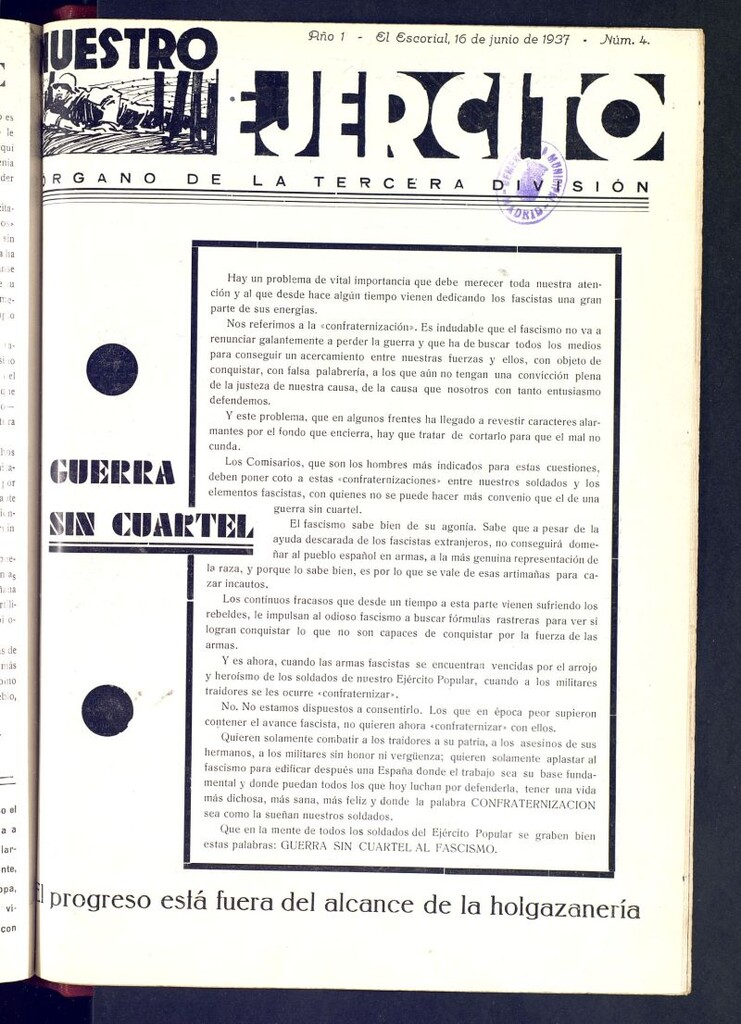 Año 1 - El Escorial, 16 de junio de 1937 - Núm. 4.
NUESTRO
EJERCITO
ORGANO DE LA TERCERA DIVISIÓN
MADRID
GUERRA
SIN CUARTEL
Hay un problema de vital importancia que debe merecer toda nuestra aten-
ción y al que desde hace algún tiempo vienen dedicando los fascistas una gran
parte de sus energías.
Nos referimos a la «confraternización». Es indudable que el fascismo no va a
renunciar galantemente a perder la guerra y que ha de buscar todos los medios
para conseguir un acercamiento entre nuestras fuerzas y ellos, con objeto de
conquistar, con falsa palabrería, a los que aún no tengan una convicción plena
de la justeza de nuestra causa, de la causa que nosotros con tanto entusiasmo
defendemos.
Y este problema, que en algunos frentes ha llegado a revestir caracteres alar-
mantes por el fondo que encierra, hay que tratar de cortarlo para que el mal no
cunda.
Los Comisarios, que son los hombres más indicados para estas cuestiones,
deben poner coto a estas «confraternizaciones» entre nuestros soldados y los
elementos fascistas, con quienes no se puede hacer más convenio que el de una
guerra sin cuartel.
El fascismo sabe bien de su agonía. Sabe que a pesar de la
ayuda descarada de los fascistas extranjeros, no conseguirá dome-
ñar al pueblo español en armas, a la más genuina representación de
la raza, y porque lo sabe bien, es por lo que se vale de esas artimañas para ca-
zar incautos.
Los continuos fracasos que desde un tiempo a esta parte vienen sufriendo los
rebeldes, le impulsan al odioso fascismo a buscar fórmulas rastreras para ver si
logran conquistar lo que no son capaces de conquistar por la fuerza de las
armas.
Y es ahora, cuando las armas fascistas se encuentran vencidas por el arrojo
y heroísmo de los soldados de nuestro Ejército Popular, cuando a los militares
traidores se les ocurre «confraternizar».
No. No estamos dispuestos a consentirlo. Los que en época peor supieron
contener el avance fascista, no quieren ahora «confraternizar» con ellos.
Quieren solamente combatir a los traidores a su patria, a los asesinos de sus
hermanos, a los militares sin honor ni vergüenza; quieren solamente aplastar al
fascismo para edificar después una España donde el trabajo sea su base funda-
mental y donde puedan todos los que hoy luchan por defenderla, tener una vida
más dichosa, más sana, más feliz y donde la palabra CONFRATERNIZACION
sea como la sueñan nuestros soldados.
Que en la mente de todos los soldados del Ejército Popular se graben bien
estas palabras: GUERRA SIN CUARTEL AL FASCISMO.
El progreso está fuera del alcance de la holgazanería